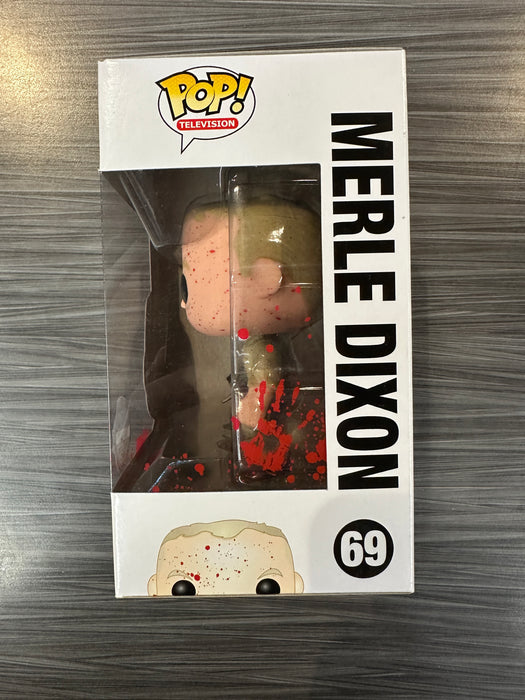 POP!
TELEVISION
MERLE DIXON
69